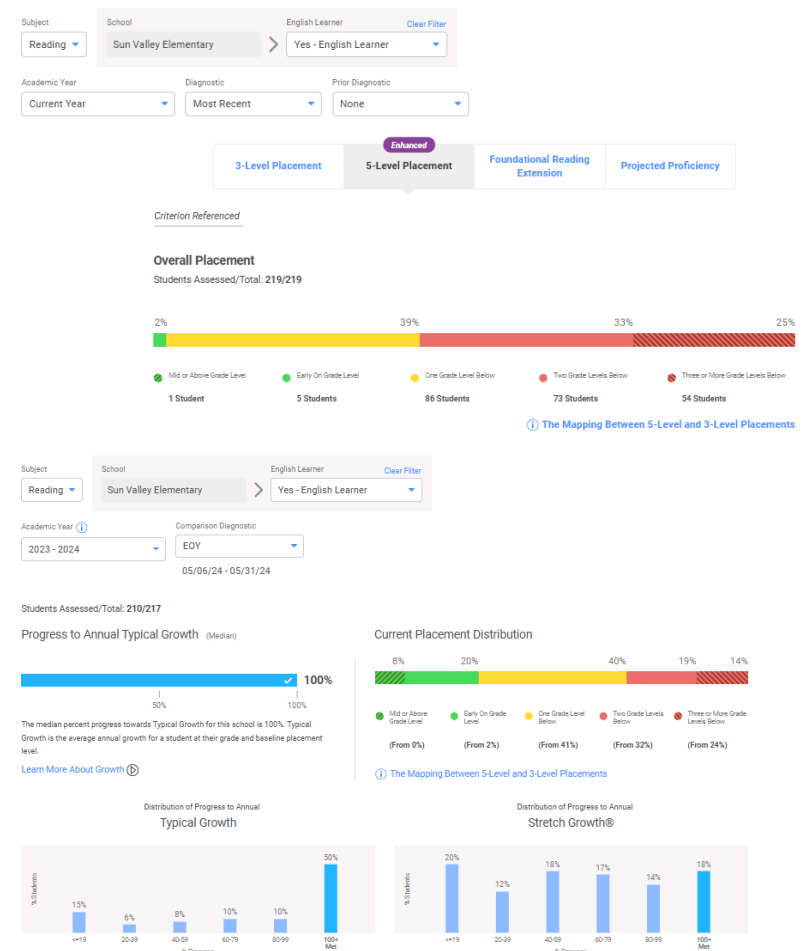 Subject School English Learner Clear Filter
Reading Sun Valley Elementary Yes - English Learner
Academic Year Diagnostic Prior Diagnostic
Current Year Most Recent None
Enhanced
3-Level Placement 5-Level Placement Foundational Reading Extension Projected Proficiency
Criterion Referenced
Overall Placement
Students Assessed/Total: 219/219
2% 39% 33% 25%
Mid or Above Grade Level Early On Grade Level One Grade Level Below Two Grade Levels Below Three or More Grade Levels Below
1 Student 5 Students 86 Students 73 Students 54 Students
The Mapping Between 5-Level and 3-Level Placements
Subject School English Learner Clear Filter
Reading Sun Valley Elementary Yes - English Learner
Academic Year Comparison Diagnostic
2023 - 2024 EOY
05/06/24 - 05/31/24
Students Assessed/Total: 210/217
Progress to Annual Typical Growth (Median)
100%
50% 100%
The median percent progress towards Typical Growth for this school is 100%. Typical
Growth is the average annual growth for a student at their grade and baseline placement
level.
Learn More About Growth
Current Placement Distribution
8% 20% 40% 19% 14%
Mid or Above Grade Level Early On Grade Level One Grade Level Below Two Grade Levels Below Three or More Grade Levels Below
(From 0%) (From 2%) (From 41%) (From 32%) (From 24%)
The Mapping Between 5-Level and 3-Level Placements
Distribution of Progress to Annual
Typical Growth
% Students
15% 6% 8% 10% 10% 50%
<=19 20-39 40-59 60-79 80-99 100+ Met
Distribution of Progress to Annual
Stretch Growth®
% Students
20% 12% 18% 17% 14% 18%
<=19 20-39 40-59 60-79 80-99 100+ Met